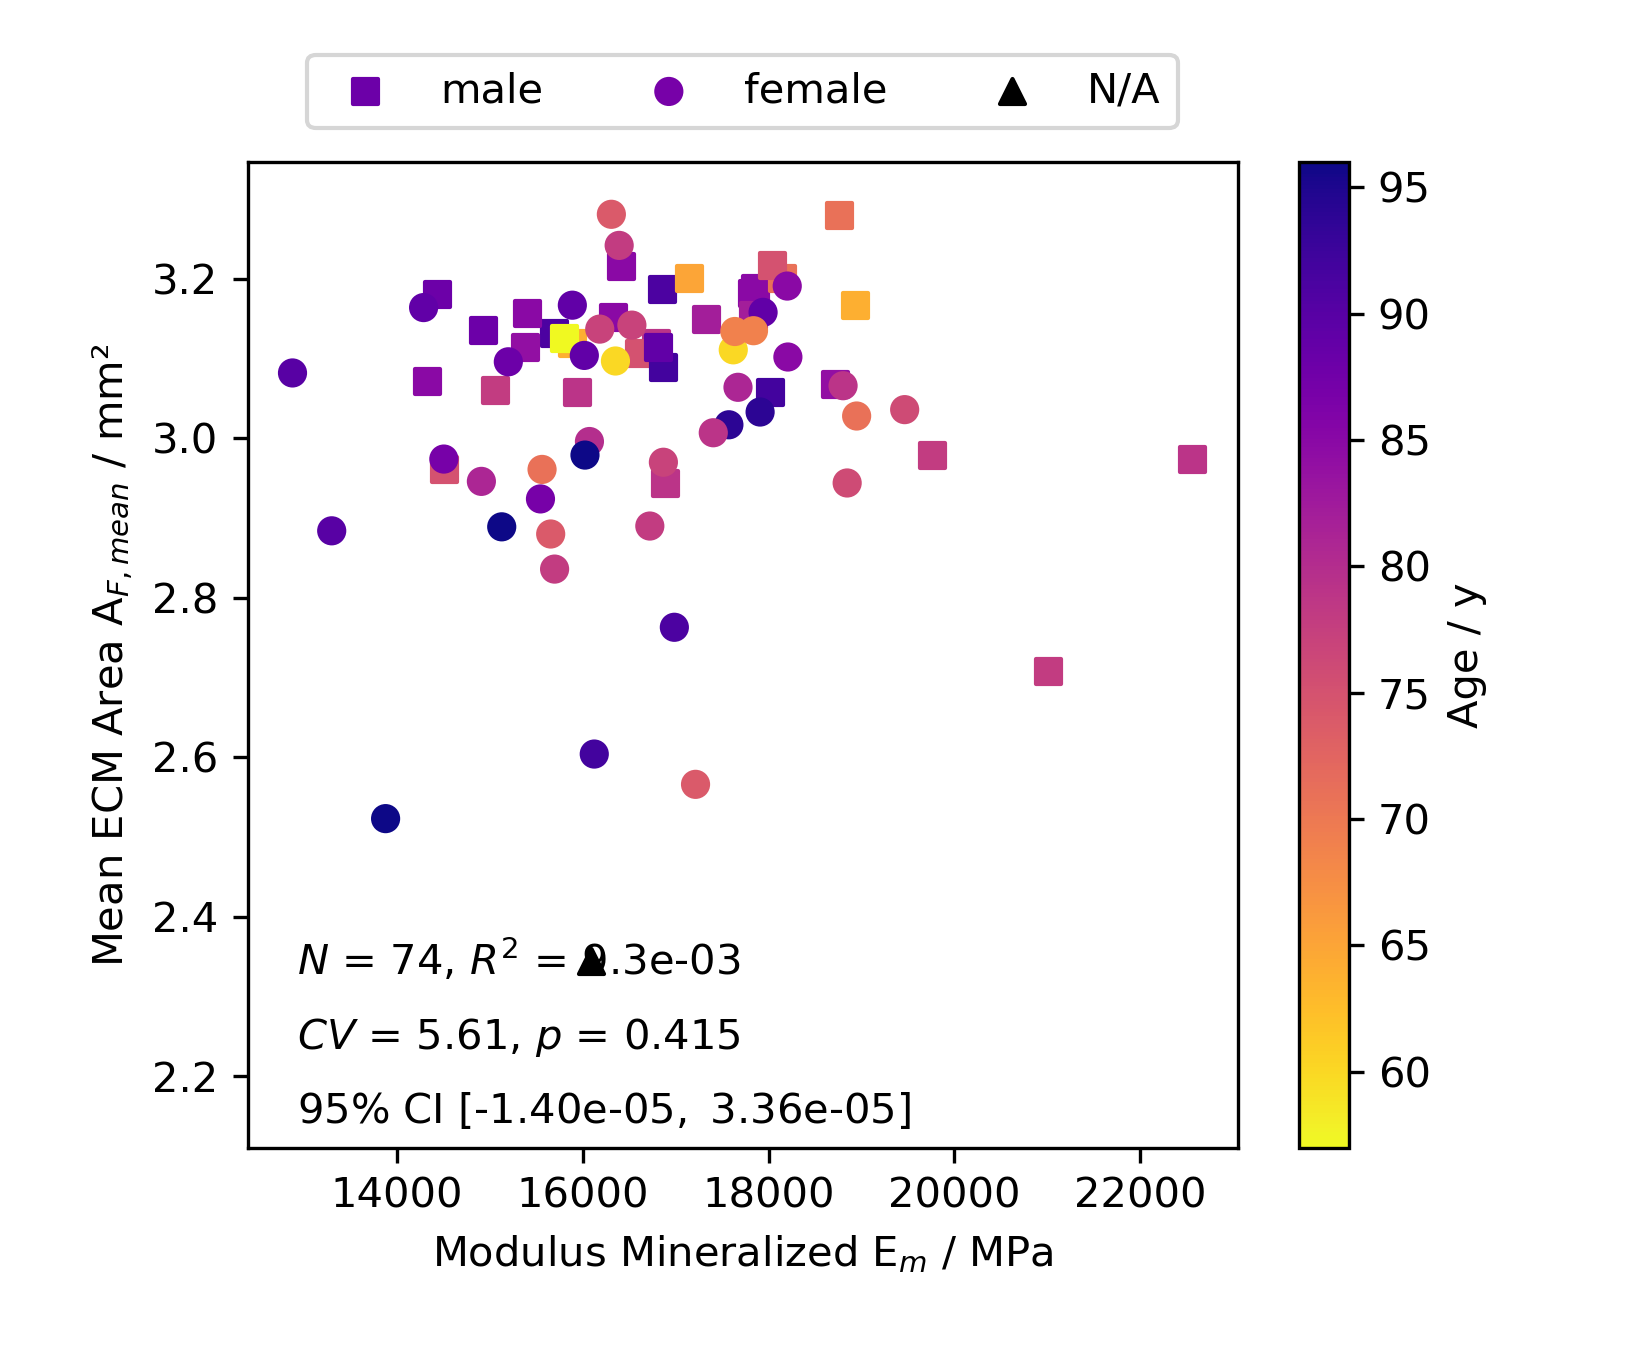 male female N/A
3.2
3.0
2.8
2.6
2.4
2.2
Mean ECM Area A_F,mean / mm²
N = 74, R² = 9.3e-03
CV = 5.61, p = 0.415
95% CI [-1.40e-05, 3.36e-05]
14000 16000 18000 20000 22000
Modulus Mineralized E_m / MPa
95
90
85
80
75
70
65
60
Age / y